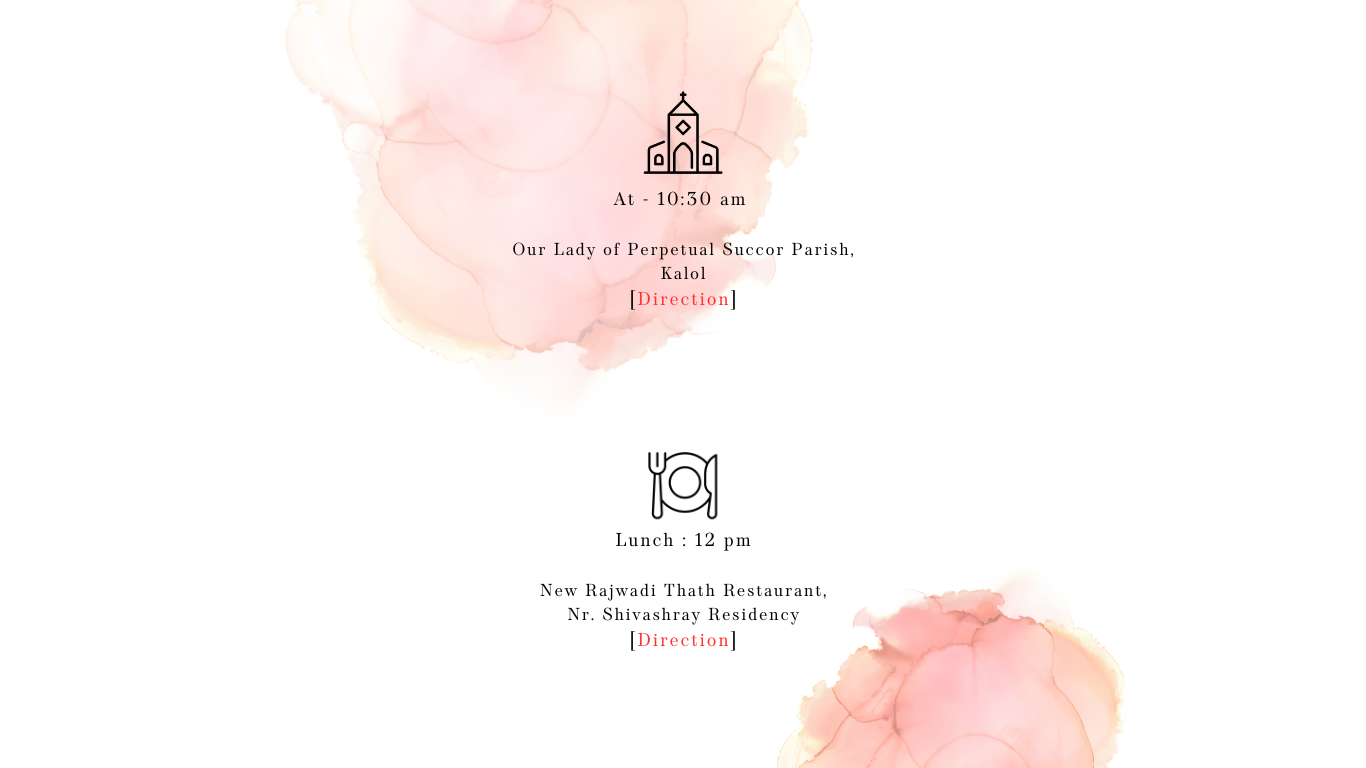 At - 10:30 am
Our Lady of Perpetual Succor Parish,
Kalol
[Direction]
Lunch : 12 pm
New Rajwadi Thath Restaurant,
Nr. Shivashray Residency
[Direction]